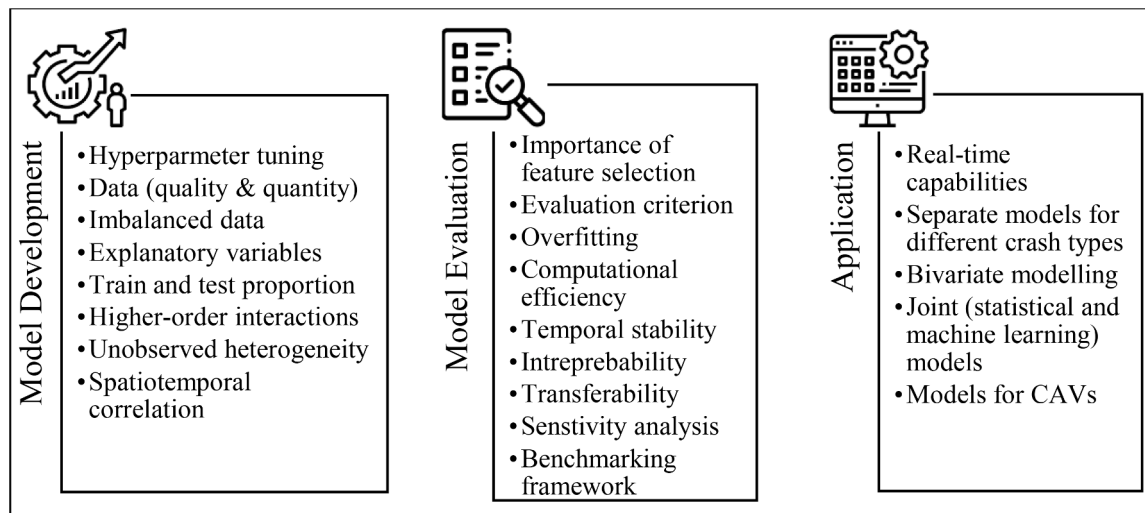 Model Development
•Hyperparmeter tuning
•Data (quality & quantity)
•Imbalanced data
•Explanatory variables
•Train and test proportion
•Higher-order interactions
•Unobserved heterogeneity
•Spatiotemporal
correlation
Model Evaluation
•Importance of
feature selection
•Evaluation criterion
•Overfitting
•Computational
efficiency
•Temporal stability
•Intreprebability
•Transferability
•Senstivity analysis
•Benchmarking
framework
Application
•Real-time
capabilities
•Separate models for
different crash types
•Bivariate modelling
•Joint (statistical and
machine learning)
models
•Models for CAVs